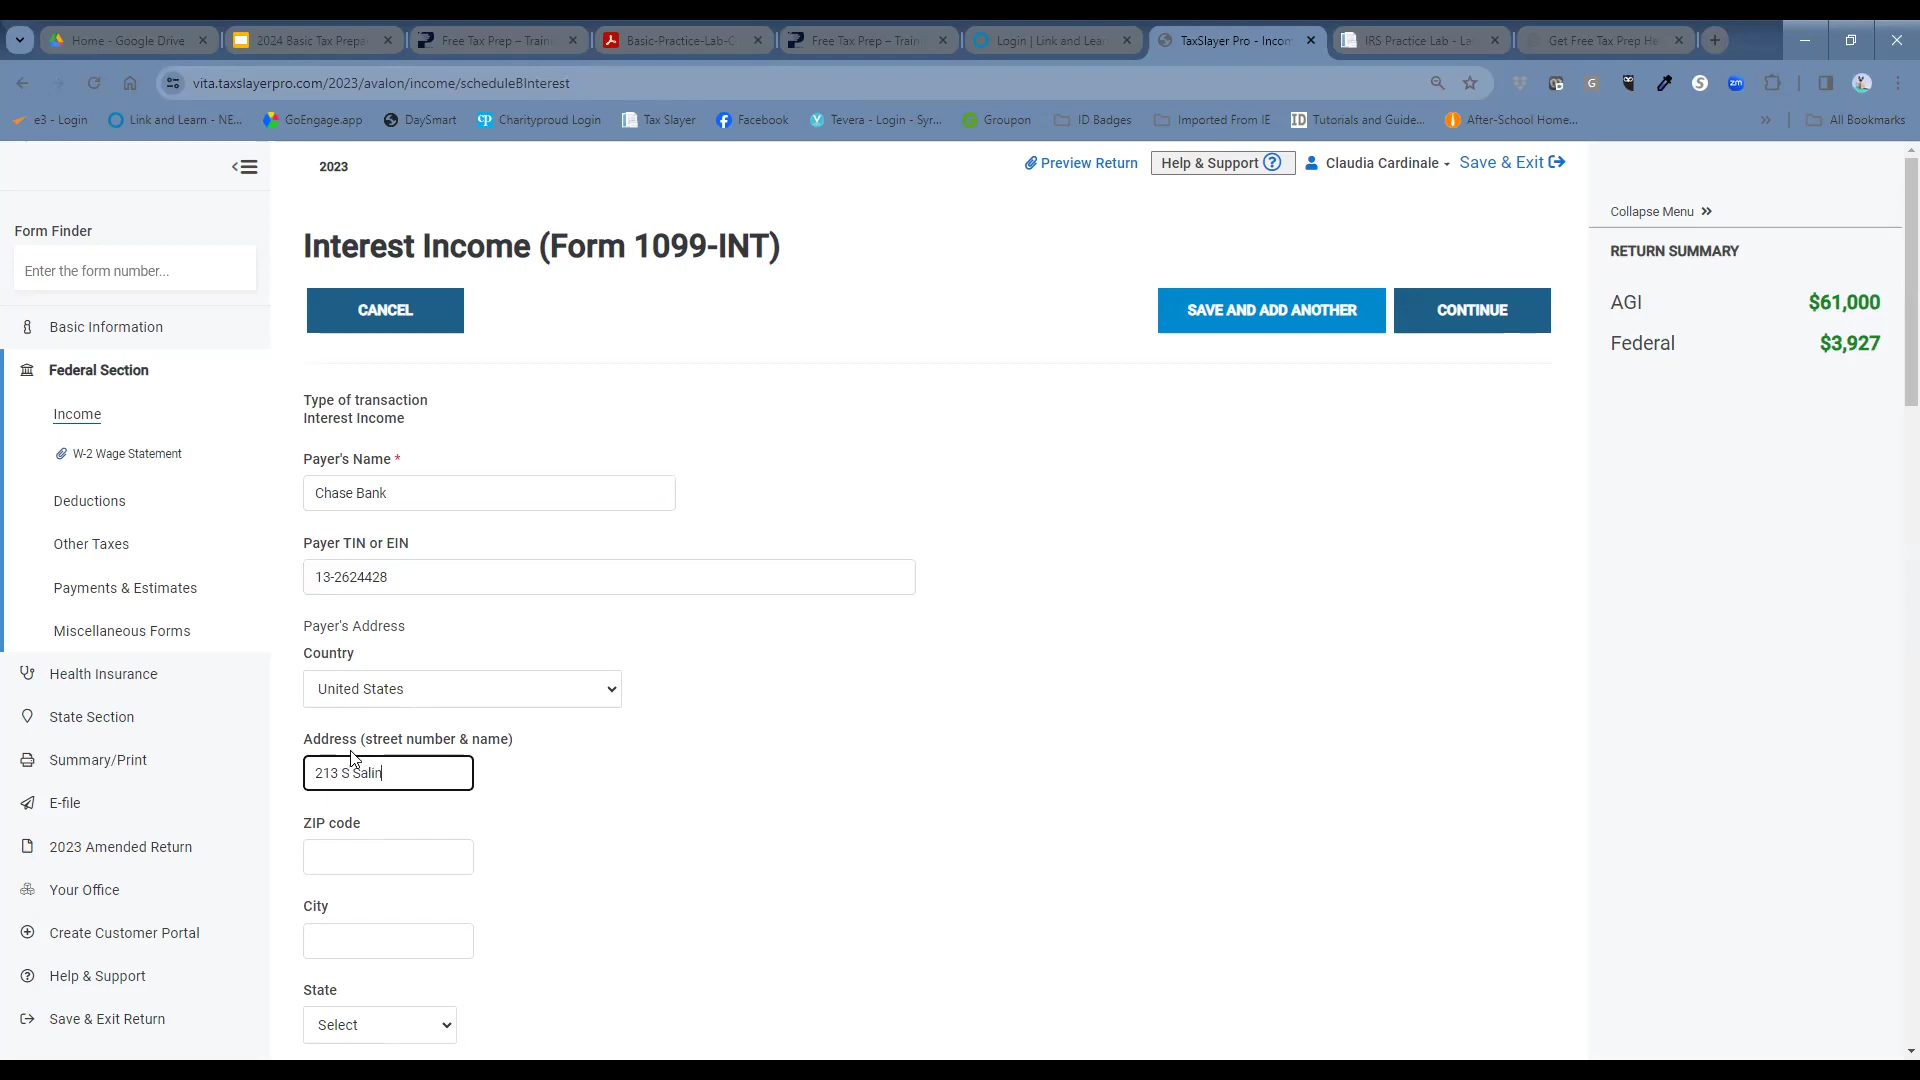 Home - Google Drive
2024 Basic Tax Prepa
Free Tax Prep – Train
Basic-Practice-Lab-C
Free Tax Prep – Train
Login | Link and Lea
TaxSlayer Pro - Incom
IRS Practice Lab - La
Get Free Tax Prep He
vita.taxslayerpro.com/2023/avalon/income/scheduleBInterest
e3 - Login
Link and Learn - NE...
GoEngage.app
DaySmart
Charityproud Login
Tax Slayer
Facebook
Tevera - Login - Syr...
Groupon
ID Badges
Imported From IE
Tutorials and Guide...
After-School Home...
All Bookmarks
2023
Preview Return
Help & Support
Claudia Cardinale
Save & Exit
Form Finder
Enter the form number...
Basic Information
Federal Section
Income
W-2 Wage Statement
Deductions
Other Taxes
Payments & Estimates
Miscellaneous Forms
Health Insurance
State Section
Summary/Print
E-file
2023 Amended Return
Your Office
Create Customer Portal
Help & Support
Save & Exit Return
Interest Income (Form 1099-INT)
CANCEL
SAVE AND ADD ANOTHER
CONTINUE
Type of transaction
Interest Income
Payer's Name *
Chase Bank
Payer TIN or EIN
13-2624428
Payer's Address
Country
United States
Address (street number & name)
213 S Salin
ZIP code
City
State
Select
Collapse Menu
RETURN SUMMARY
AGI $61,000
Federal $3,927